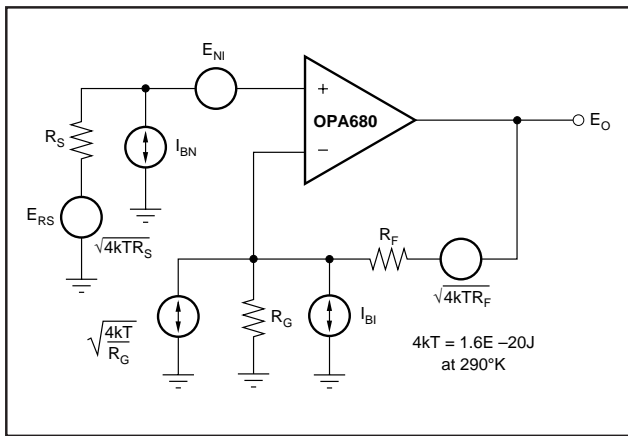 E_NI
+
OPA680
−
E_O
R_S
I_BN
E_RS
√4kTR_S
R_F
√4kTR_F
√4kT/R_G
R_G
I_BI
4kT = 1.6E –20J
at 290°K